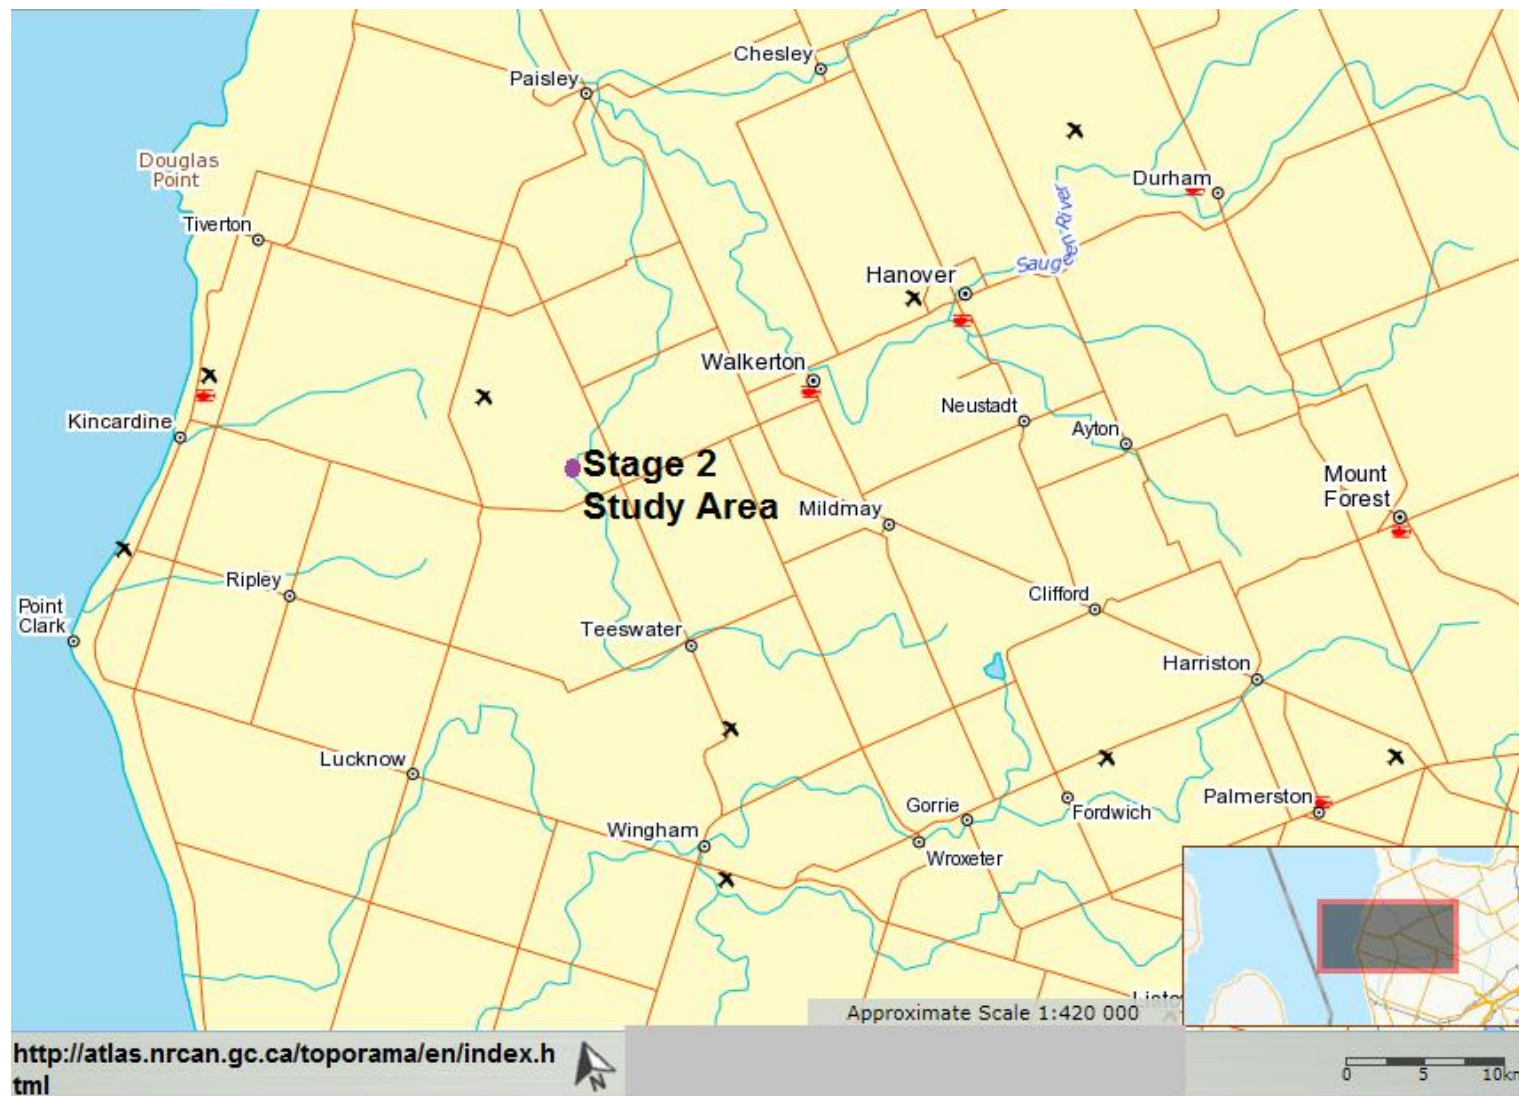 Chesley
Paisley
Douglas
Point
Durham
Tiverton
Saugeen River
Hanover
Walkerton
Neustadt
Kincardine
Ayton
Stage 2
Study Area
Mount
Forest
Mildmay
Ripley
Clifford
Point
Clark
Teeswater
Harriston
Lucknow
Palmerston
Gorrie
Fordwich
Wingham
Wroxeter
Approximate Scale 1:420 000
http://atlas.nrcan.gc.ca/toporama/en/index.h
tml
N
0 5 10km